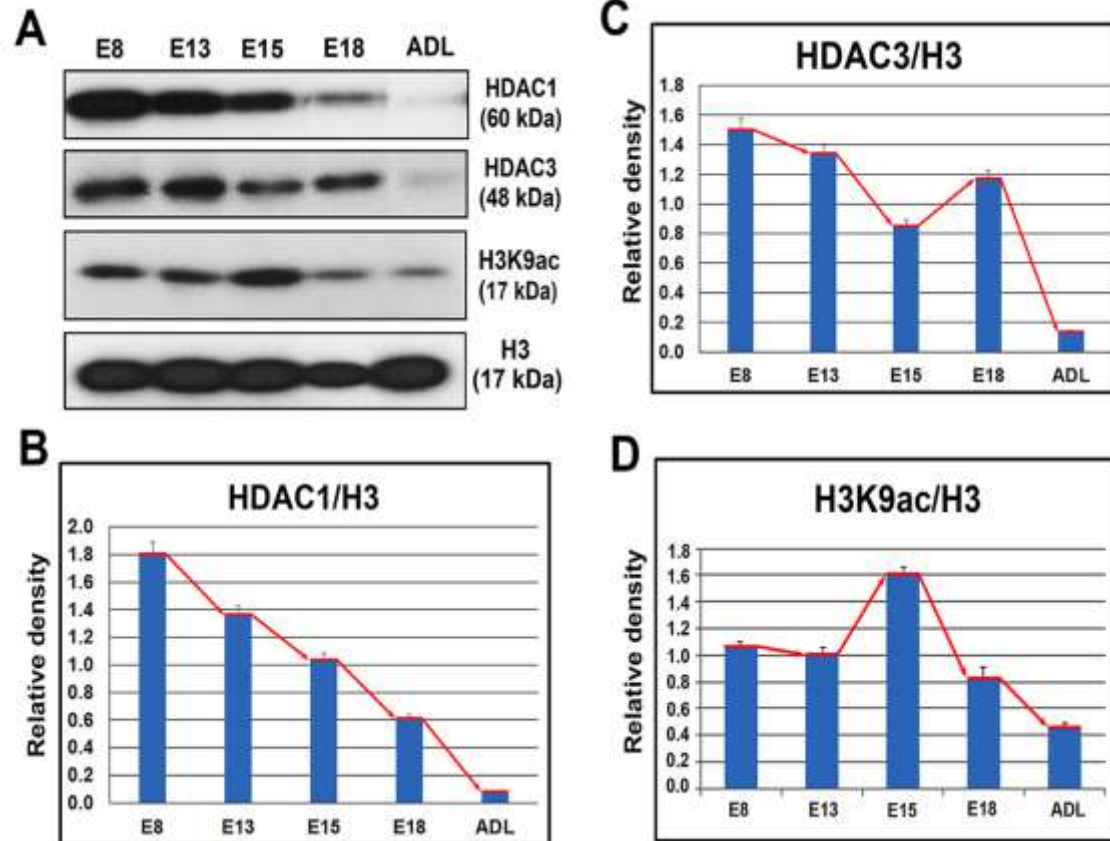 A
E8 E13 E15 E18 ADL
HDAC1
(60 kDa)
HDAC3
(48 kDa)
H3K9ac
(17 kDa)
H3
(17 kDa)
B
HDAC1/H3
Relative density
2.0
1.8
1.6
1.4
1.2
1.0
0.8
0.6
0.4
0.2
0.0
E8 E13 E15 E18 ADL
C
HDAC3/H3
Relative density
1.8
1.6
1.4
1.2
1.0
0.8
0.6
0.4
0.2
0.0
E8 E13 E15 E18 ADL
D
H3K9ac/H3
Relative density
1.8
1.6
1.4
1.2
1.0
0.8
0.6
0.4
0.2
0.0
E8 E13 E15 E18 ADL